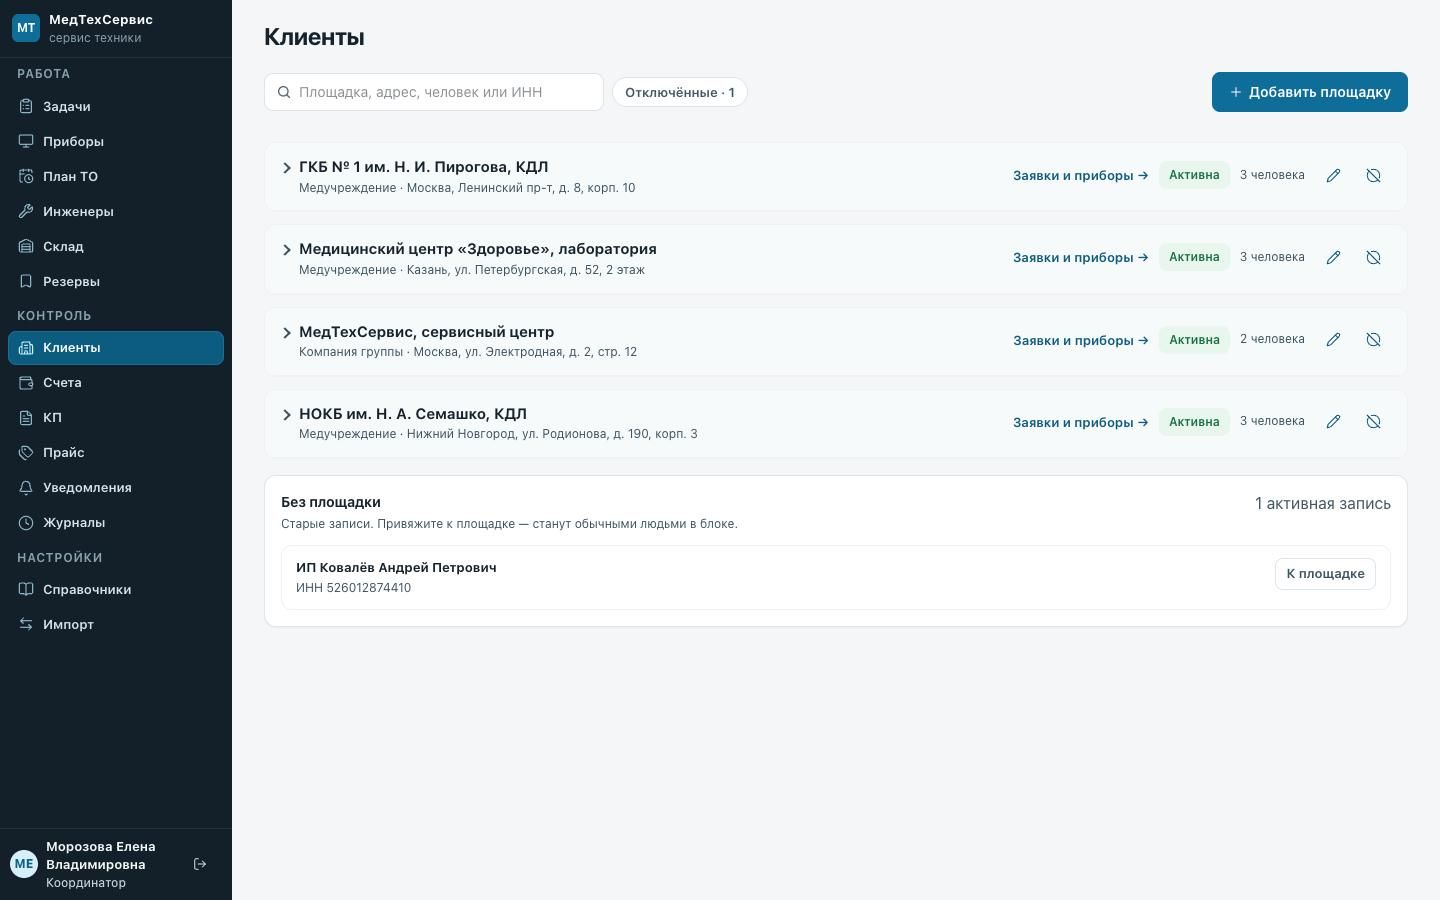 МТ
МедТехСервис
сервис техники
РАБОТА
Задачи
Приборы
План ТО
Инженеры
Склад
Резервы
КОНТРОЛЬ
Клиенты
Счета
КП
Прайс
Уведомления
Журналы
НАСТРОЙКИ
Справочники
Импорт
МЕ
Морозова Елена
Владимировна
Координатор
Клиенты
Площадка, адрес, человек или ИНН
Отключённые · 1
+ Добавить площадку
ГКБ № 1 им. Н. И. Пирогова, КДЛ
Медучреждение · Москва, Ленинский пр-т, д. 8, корп. 10
Заявки и приборы → Активна 3 человека
Медицинский центр «Здоровье», лаборатория
Медучреждение · Казань, ул. Петербургская, д. 52, 2 этаж
Заявки и приборы → Активна 3 человека
МедТехСервис, сервисный центр
Компания группы · Москва, ул. Электродная, д. 2, стр. 12
Заявки и приборы → Активна 2 человека
НОКБ им. Н. А. Семашко, КДЛ
Медучреждение · Нижний Новгород, ул. Родионова, д. 190, корп. 3
Заявки и приборы → Активна 3 человека
Без площадки
1 активная запись
Старые записи. Привяжите к площадке — станут обычными людьми в блоке.
ИП Ковалёв Андрей Петрович
ИНН 526012874410
К площадке